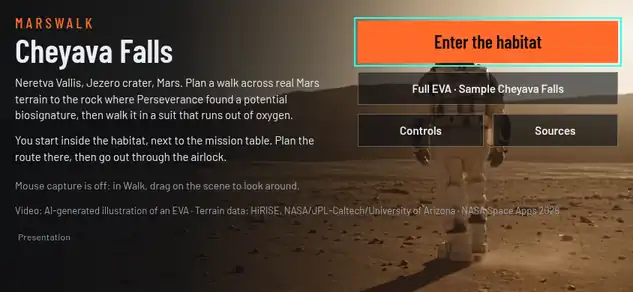 MARSWALK
Cheyava Falls
Neretva Vallis, Jezero crater, Mars. Plan a walk across real Mars
terrain to the rock where Perseverance found a potential
biosignature, then walk it in a suit that runs out of oxygen.
You start inside the habitat, next to the mission table. Plan the
route there, then go out through the airlock.
Mouse capture is off: in Walk, drag on the scene to look around.
Video: AI-generated illustration of an EVA · Terrain data: HiRISE, NASA/JPL-Caltech/University of Arizona · NASA Space Apps 2026
Presentation
Enter the habitat
Full EVA · Sample Cheyava Falls
Controls
Sources